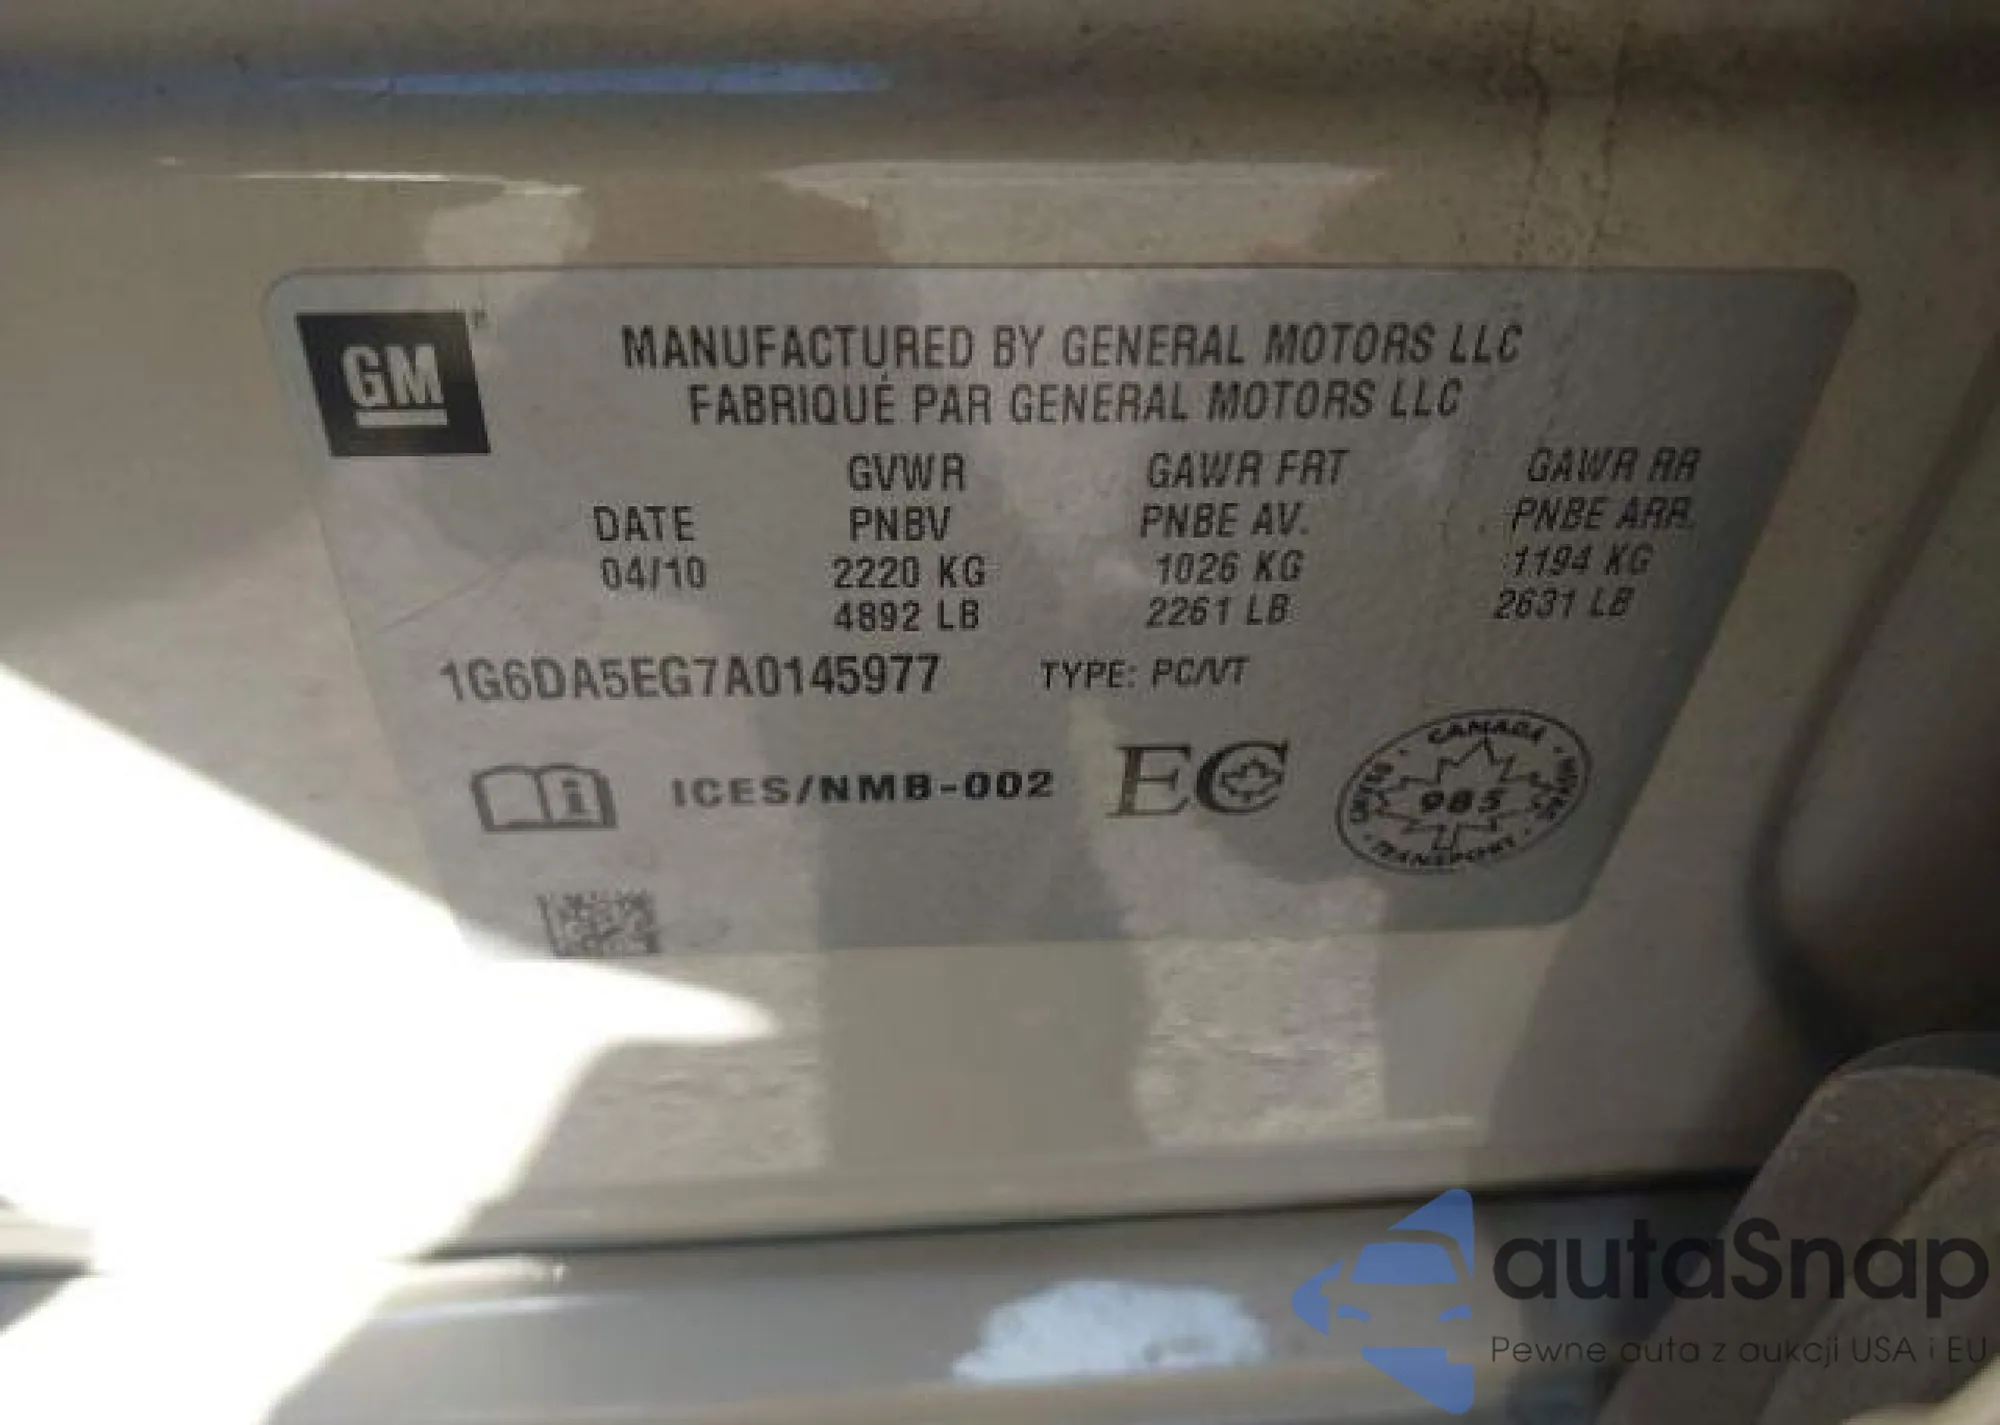 GM
MANUFACTURED BY GENERAL MOTORS LLC
FABRIQUÉ PAR GENERAL MOTORS LLC
GVWR GAWR FRT GAWR RR
DATE PNBV PNBE AV. PNBE ARR.
04/10 2220 KG 1026 KG 1194 KG
4892 LB 2261 LB 2631 LB
1G6DA5EG7A0145977 TYPE: PC/VT
ICES/NMB-002 EC
CANADA
985
TRANSPORT
autaSnap
Pewne auta z aukcji USA i EU